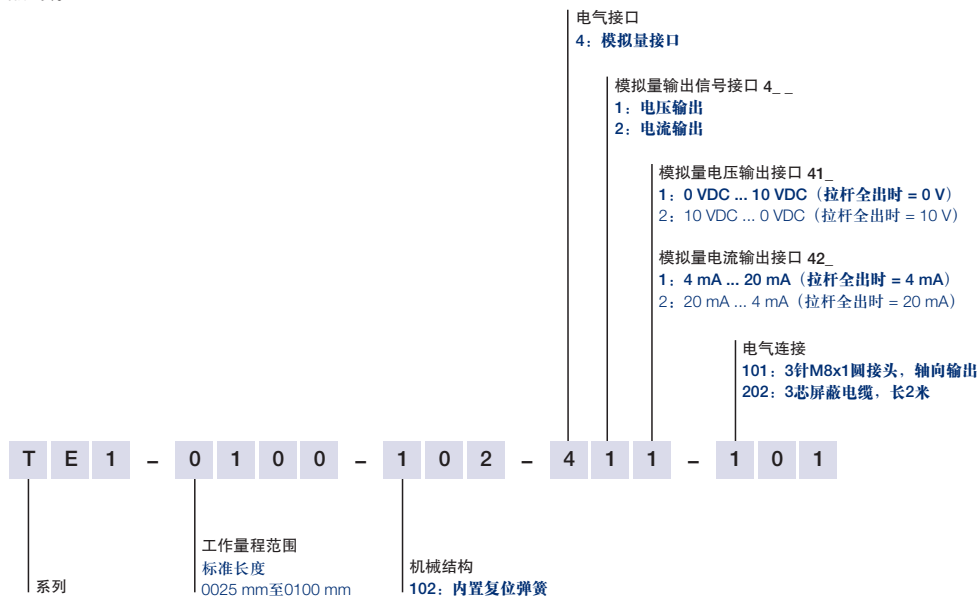 电气接口
4：模拟量接口
模拟量输出信号接口 4_ _
1：电压输出
2：电流输出
模拟量电压输出接口 41_
1：0 VDC ... 10 VDC（拉杆全出时 = 0 V）
2：10 VDC ... 0 VDC（拉杆全出时 = 10 V）
模拟量电流输出接口 42_
1：4 mA ... 20 mA（拉杆全出时 = 4 mA）
2：20 mA ... 4 mA（拉杆全出时 = 20 mA）
电气连接
101：3针M8x1圆接头，轴向输出
202：3芯屏蔽电缆，长2米
T E 1 – 0 1 0 0 – 1 0 2 – 4 1 1 – 1 0 1
工作量程范围
标准长度
0025 mm至0100 mm
机械结构
102：内置复位弹簧
系列